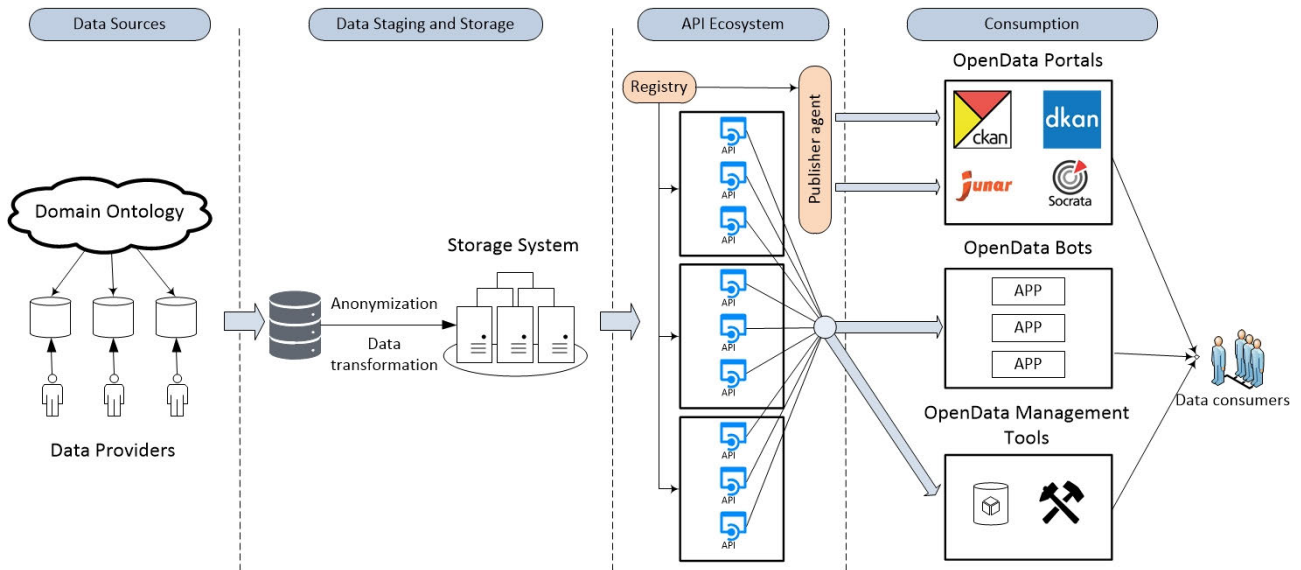 Data Sources
Data Staging and Storage
API Ecosystem
Consumption
Domain Ontology
Data Providers
Anonymization
Data
transformation
Storage System
Registry
Publisher agent
API
API
API
API
API
API
API
API
API
OpenData Portals
ckan
dkan
junar
Socrata
OpenData Bots
APP
APP
APP
OpenData Management
Tools
Data consumers